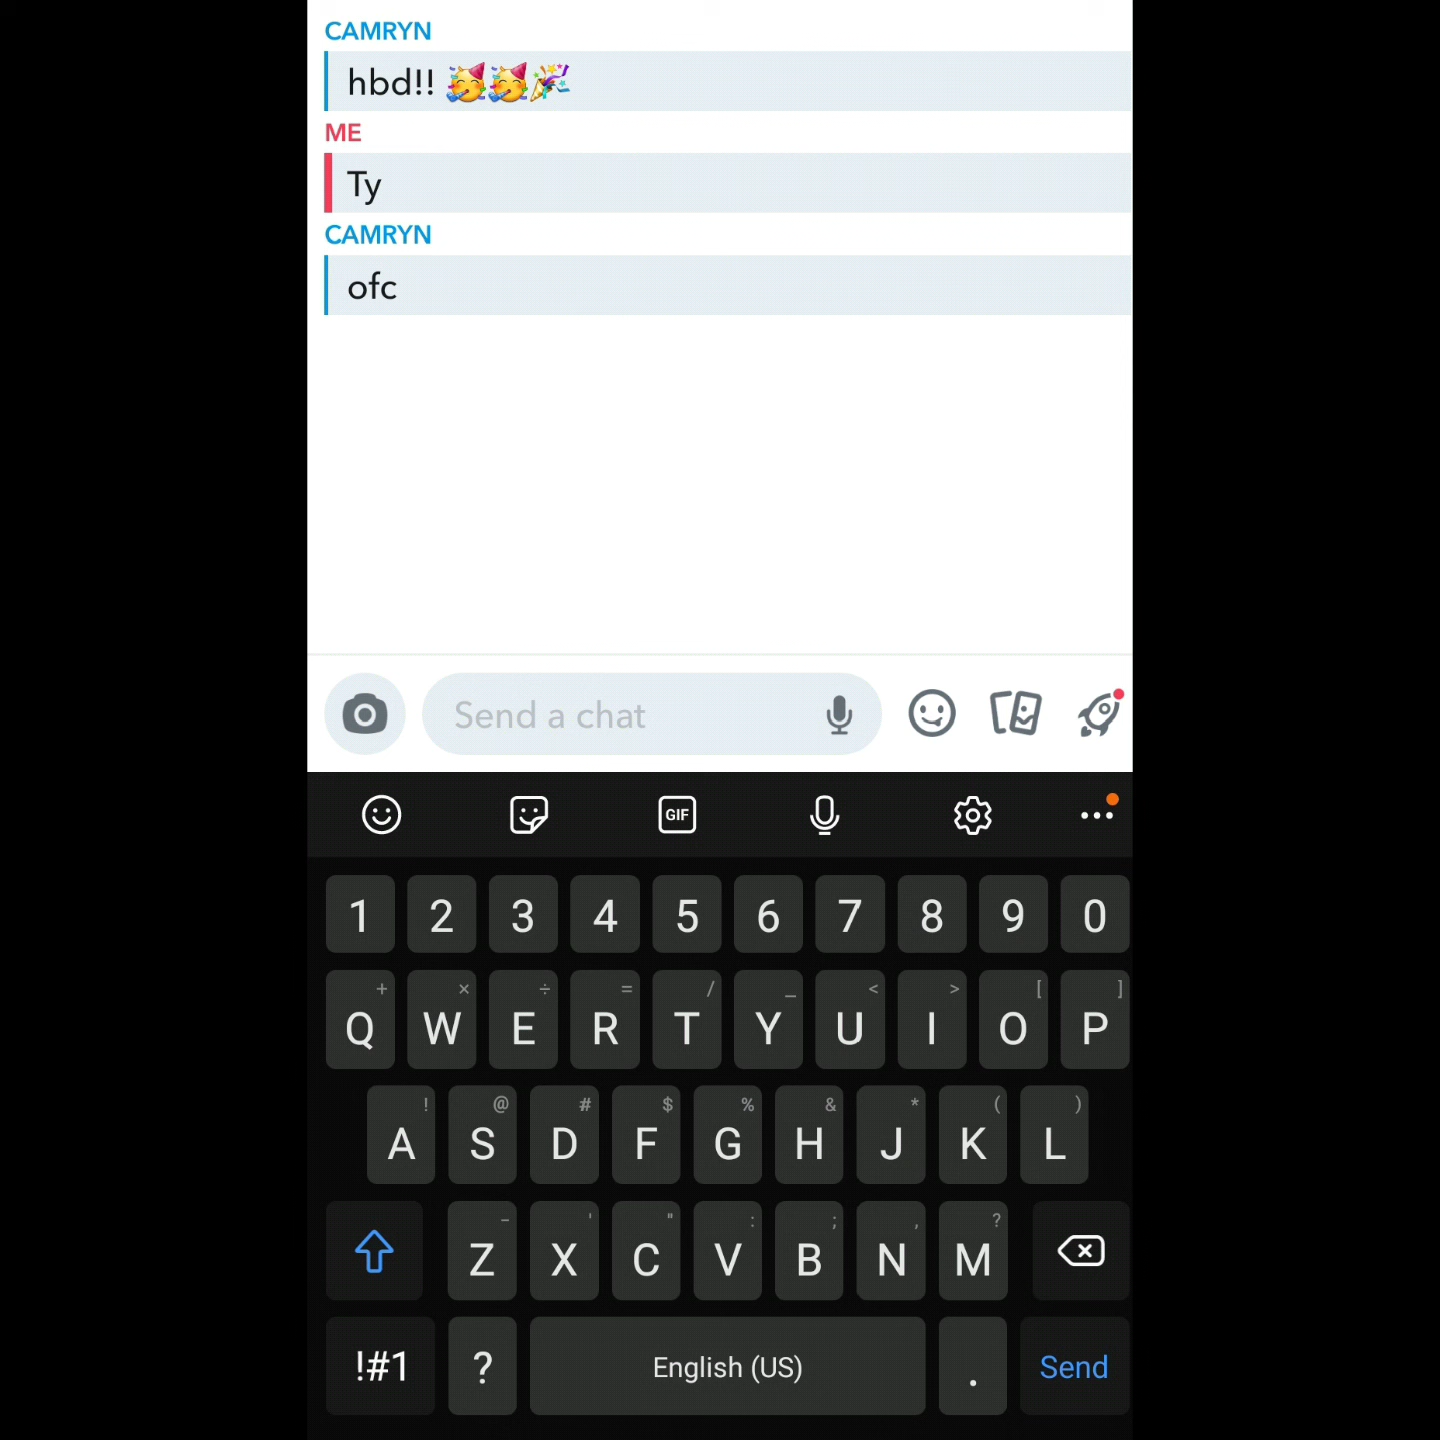 CAMRYN
hbd!! 🥳🥳🎉
ME
Ty
CAMRYN
ofc
Send a chat
GIF
1 2 3 4 5 6 7 8 9 0
+ × ÷ = / _ < > [ ]
Q W E R T Y U I O P
! @ # $ % & * ( )
A S D F G H J K L
- ' " : ; , ?
Z X C V B N M
!#1 ? English (US) . Send